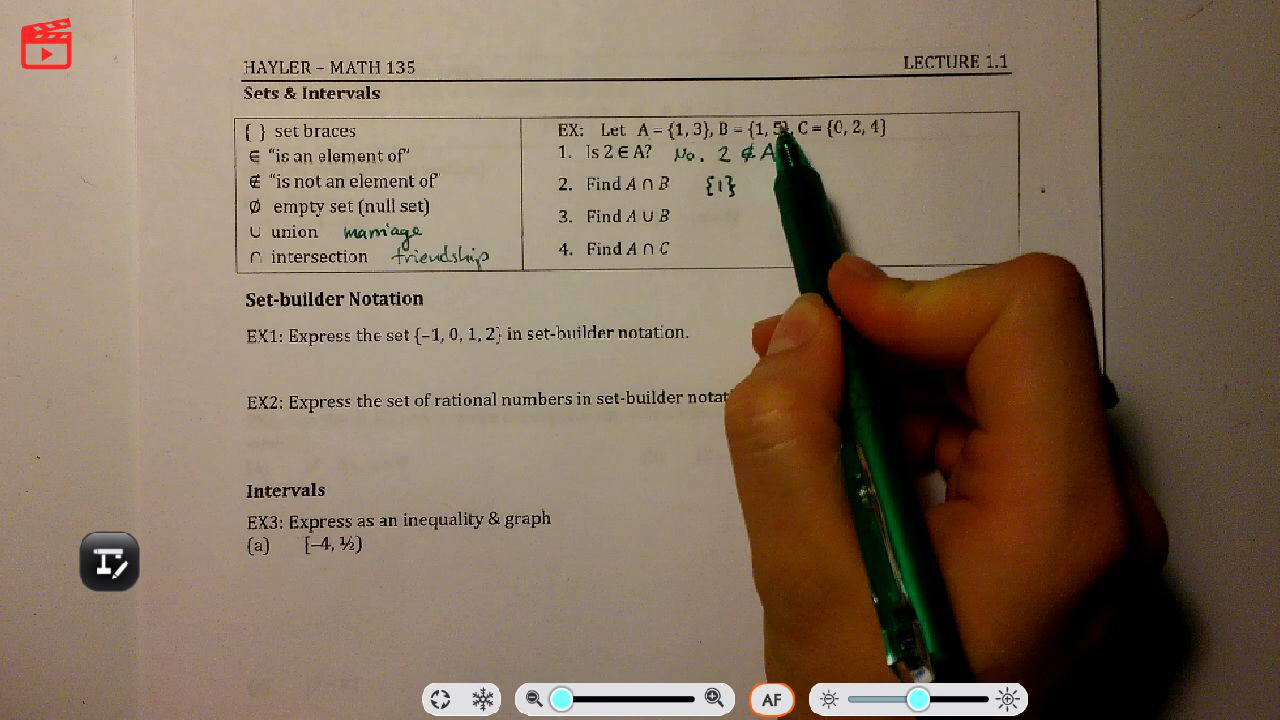 HAYLER – MATH 135
LECTURE 1.1
Sets & Intervals
{ } set braces
∈ "is an element of"
∉ "is not an element of"
∅ empty set (null set)
∪ union marriage
∩ intersection friendship
EX: Let A = {1, 3}, B = {1, 5}, C = {0, 2, 4}
1. Is 2 ∈ A? No. 2 ∉ A
2. Find A ∩ B {1}
3. Find A ∪ B
4. Find A ∩ C
Set-builder Notation
EX1: Express the set {–1, 0, 1, 2} in set-builder notation.
EX2: Express the set of rational numbers in set-builder
Intervals
EX3: Express as an inequality & graph
(a) [–4, ½)
AF